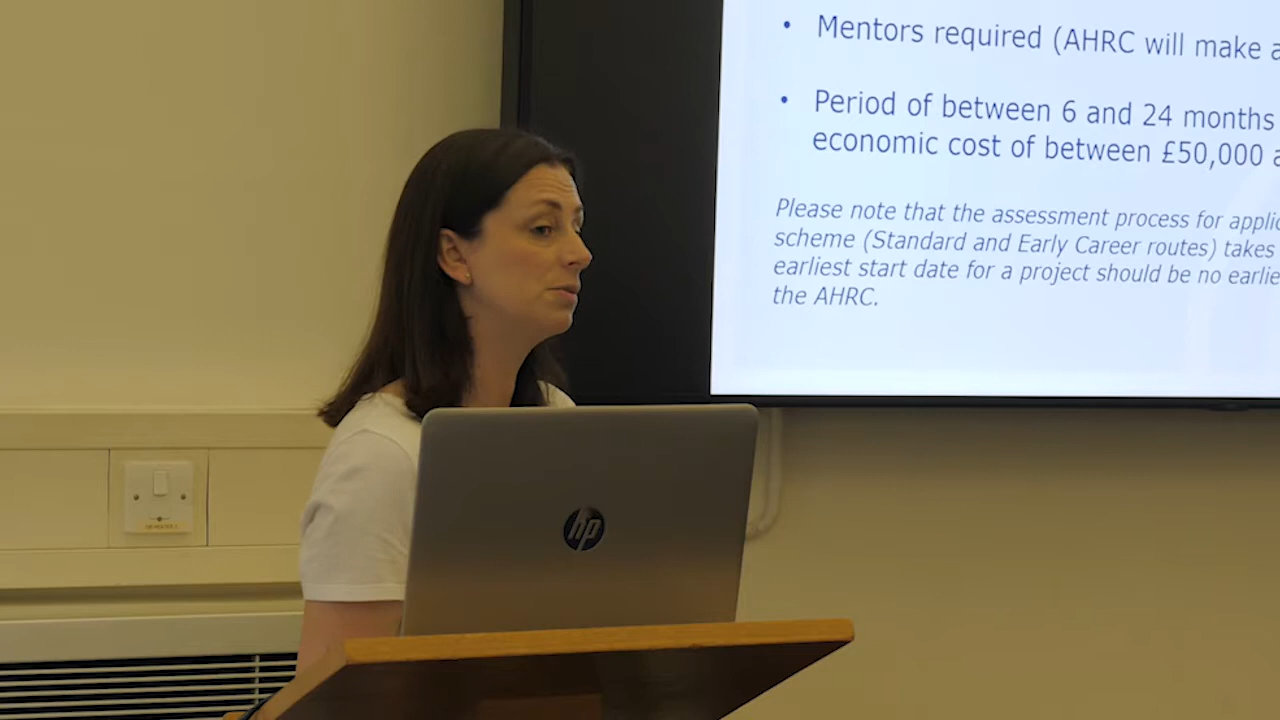 • Mentors required (AHRC will make a
• Period of between 6 and 24 months
economic cost of between £50,000 a
Please note that the assessment process for applic
scheme (Standard and Early Career routes) takes
earliest start date for a project should be no earlie
the AHRC.
hp